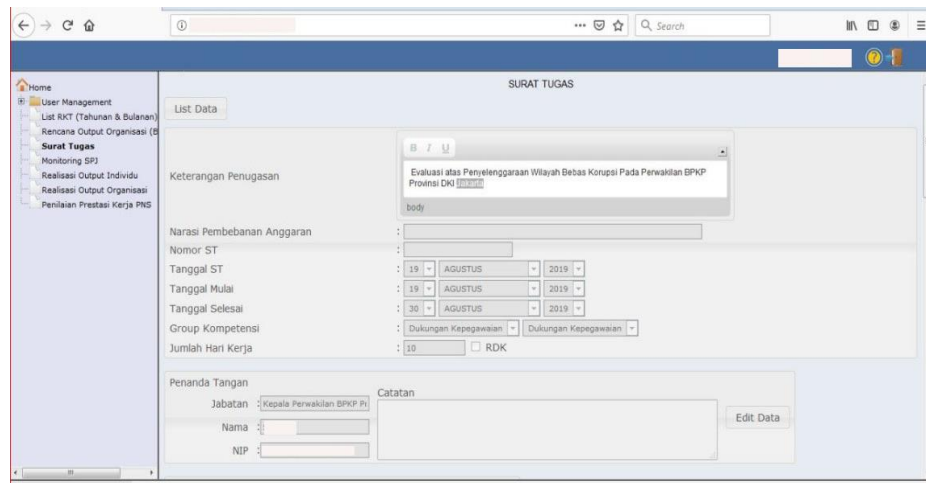 Search
SURAT TUGAS
Home
User Management
List RKT (Tahunan & Bulanan)
Rencana Output Organisasi (B
Surat Tugas
Monitoring SPJ
Realisasi Output Individu
Realisasi Output Organisasi
Penilaian Prestasi Kerja PNS
List Data
Keterangan Penugasan
B I U
Evaluasi atas Penyelenggaraan Wilayah Bebas Korupsi Pada Perwakilan BPKP
Provinsi DKI Jakarta
body
Narasi Pembebanan Anggaran :
Nomor ST :
Tanggal ST : 19 AGUSTUS 2019
Tanggal Mulai : 19 AGUSTUS 2019
Tanggal Selesai : 30 AGUSTUS 2019
Group Kompetensi : Dukungan Kepegawaian Dukungan Kepegawaian
Jumlah Hari Kerja : 10 RDK
Penanda Tangan
Jabatan : Kepala Perwakilan BPKP Pr
Nama :
NIP :
Catatan
Edit Data